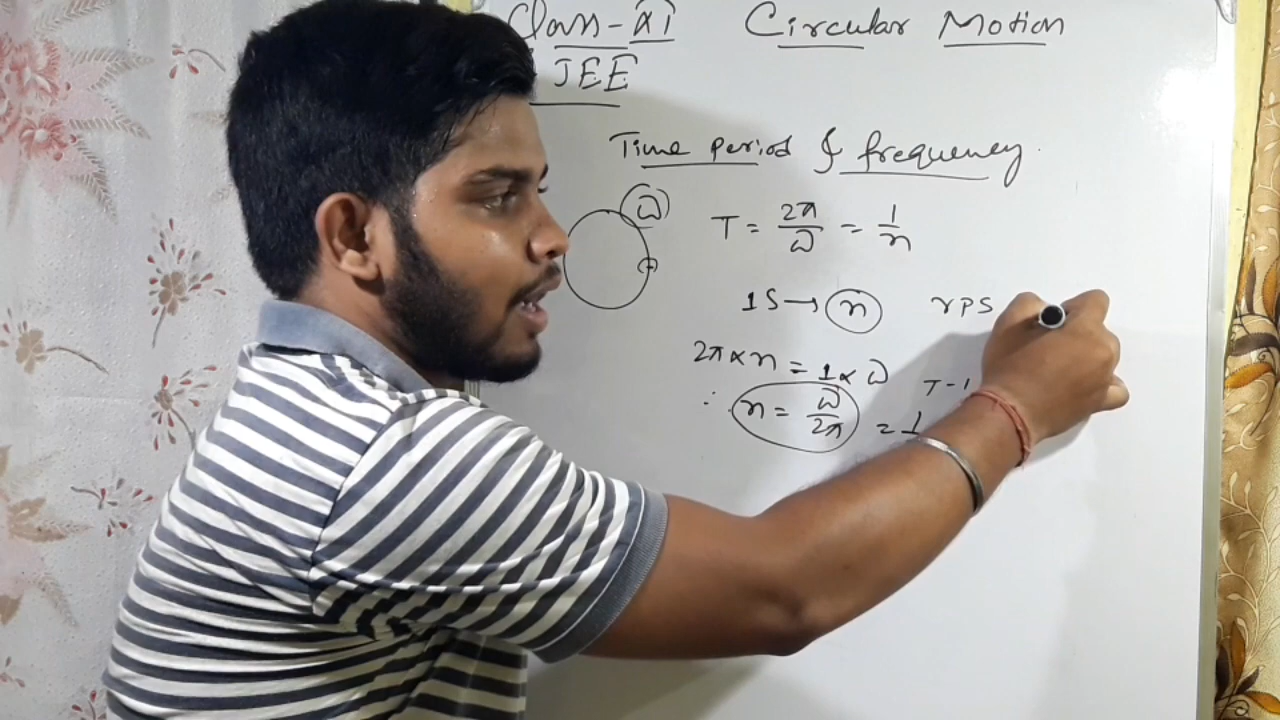 Class-XI Circular Motion
JEE
Time period & frequency
ω
T = 2π/ω = 1/n
1S → n rps
2π×n = 1×ω
T⁻¹
∴ n = ω/2π = 1